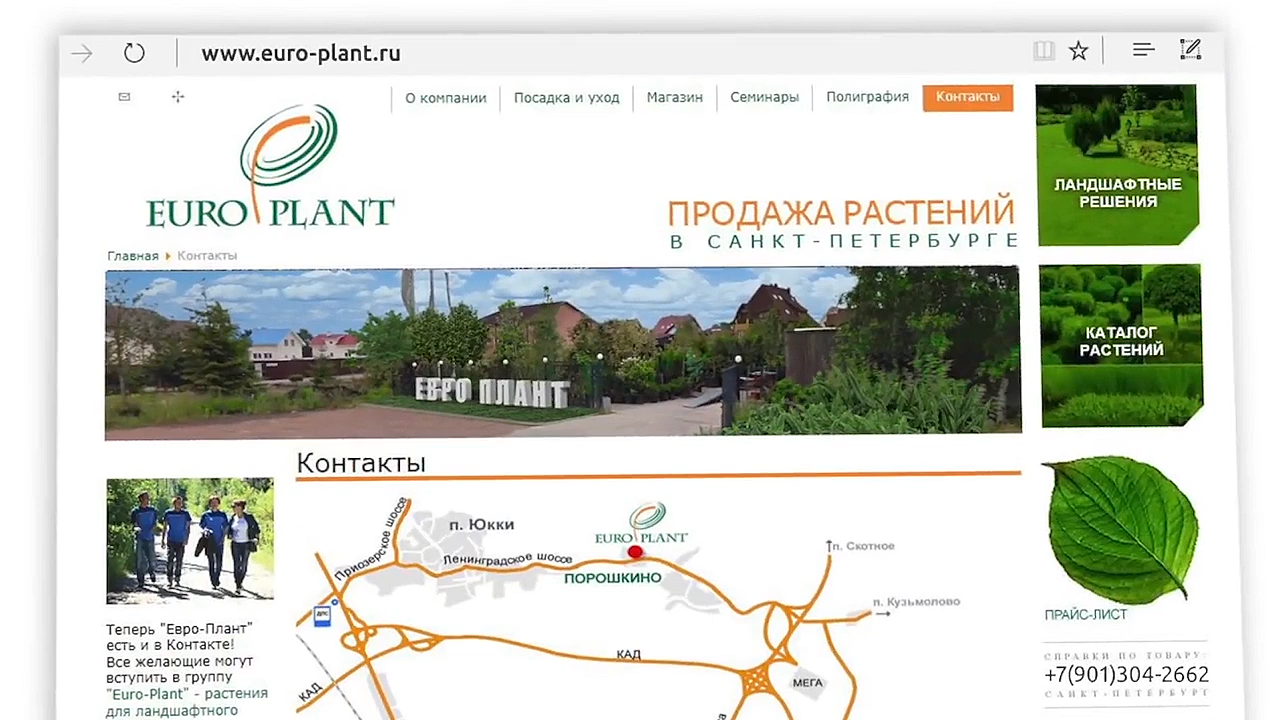 www.euro-plant.ru
О компании
Посадка и уход
Магазин
Семинары
Полиграфия
Контакты
EURO PLANT
ПРОДАЖА РАСТЕНИЙ
В САНКТ-ПЕТЕРБУРГЕ
ЛАНДШАФТНЫЕ
РЕШЕНИЯ
Главная
Контакты
ЕВРО ПЛАНТ
КАТАЛОГ
РАСТЕНИЙ
Контакты
Приозерское шоссе
п. Юкки
EURO PLANT
Ленинградское шоссе
ПОРОШКИНО
п. Скотное
п. Кузьмолово
ДПС
КАД
КАД
МЕГА
Теперь "Евро-Плант"
есть и в Контакте!
Все желающие могут
вступить в группу
"Euro-Plant" - растения
для ландшафтного
ПРАЙС-ЛИСТ
СПРАВКИ ПО ТОВАРУ:
+7(901)304-2662
САНКТ-ПЕТЕРБУРГ